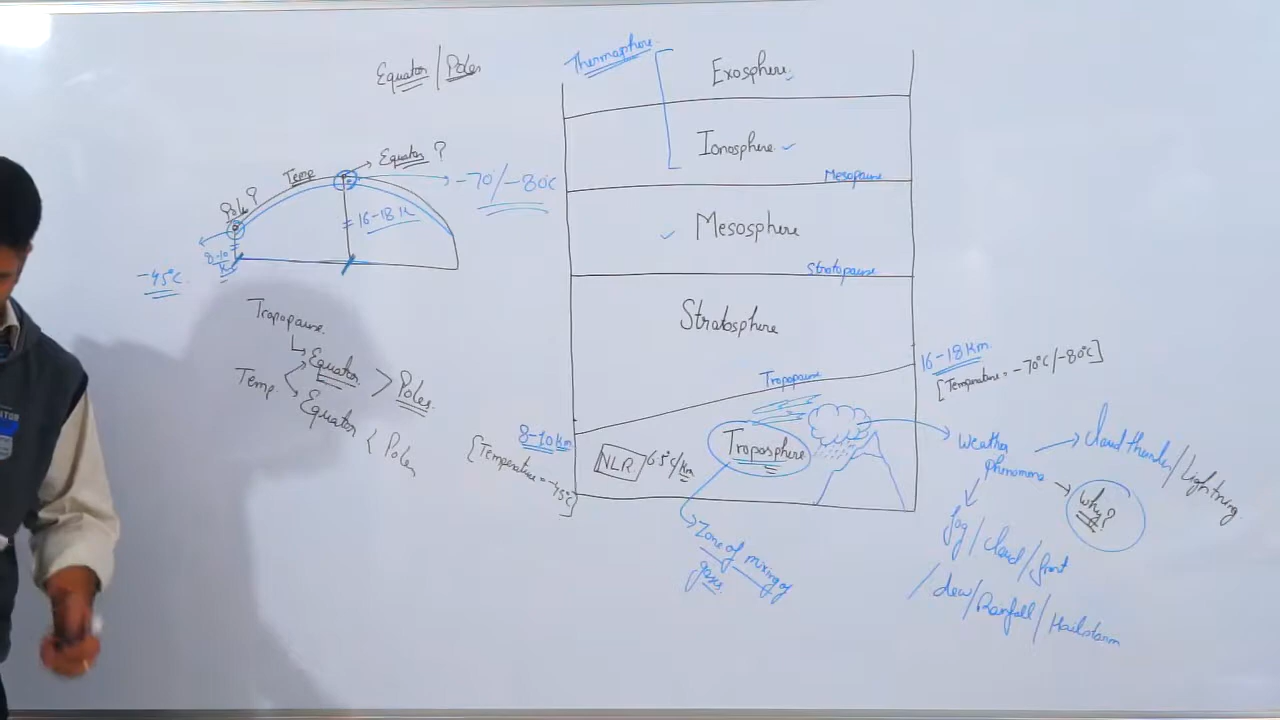 Equator / Poles
Thermosphere
Exosphere
Ionosphere
Mesopause
Mesosphere
Stratopause
Stratosphere
Tropopause
Troposphere
Temp
Equator ?
-70/-80c
Poles ?
16-18 K
8-10 Km
-45°C
Tropopause
Equator > Poles
Temp
Equator < Poles
16-18 Km
[Temperature = -70°C/-80°C]
8-10 Km
[Temperature = -45°C]
NLR 6.5°C/Km
Zone of mixing of
gases
Weather
phenomena
Cloud thunder / Lightning
Why?
fog / cloud / frost
/ dew / Rainfall / Hailstorm